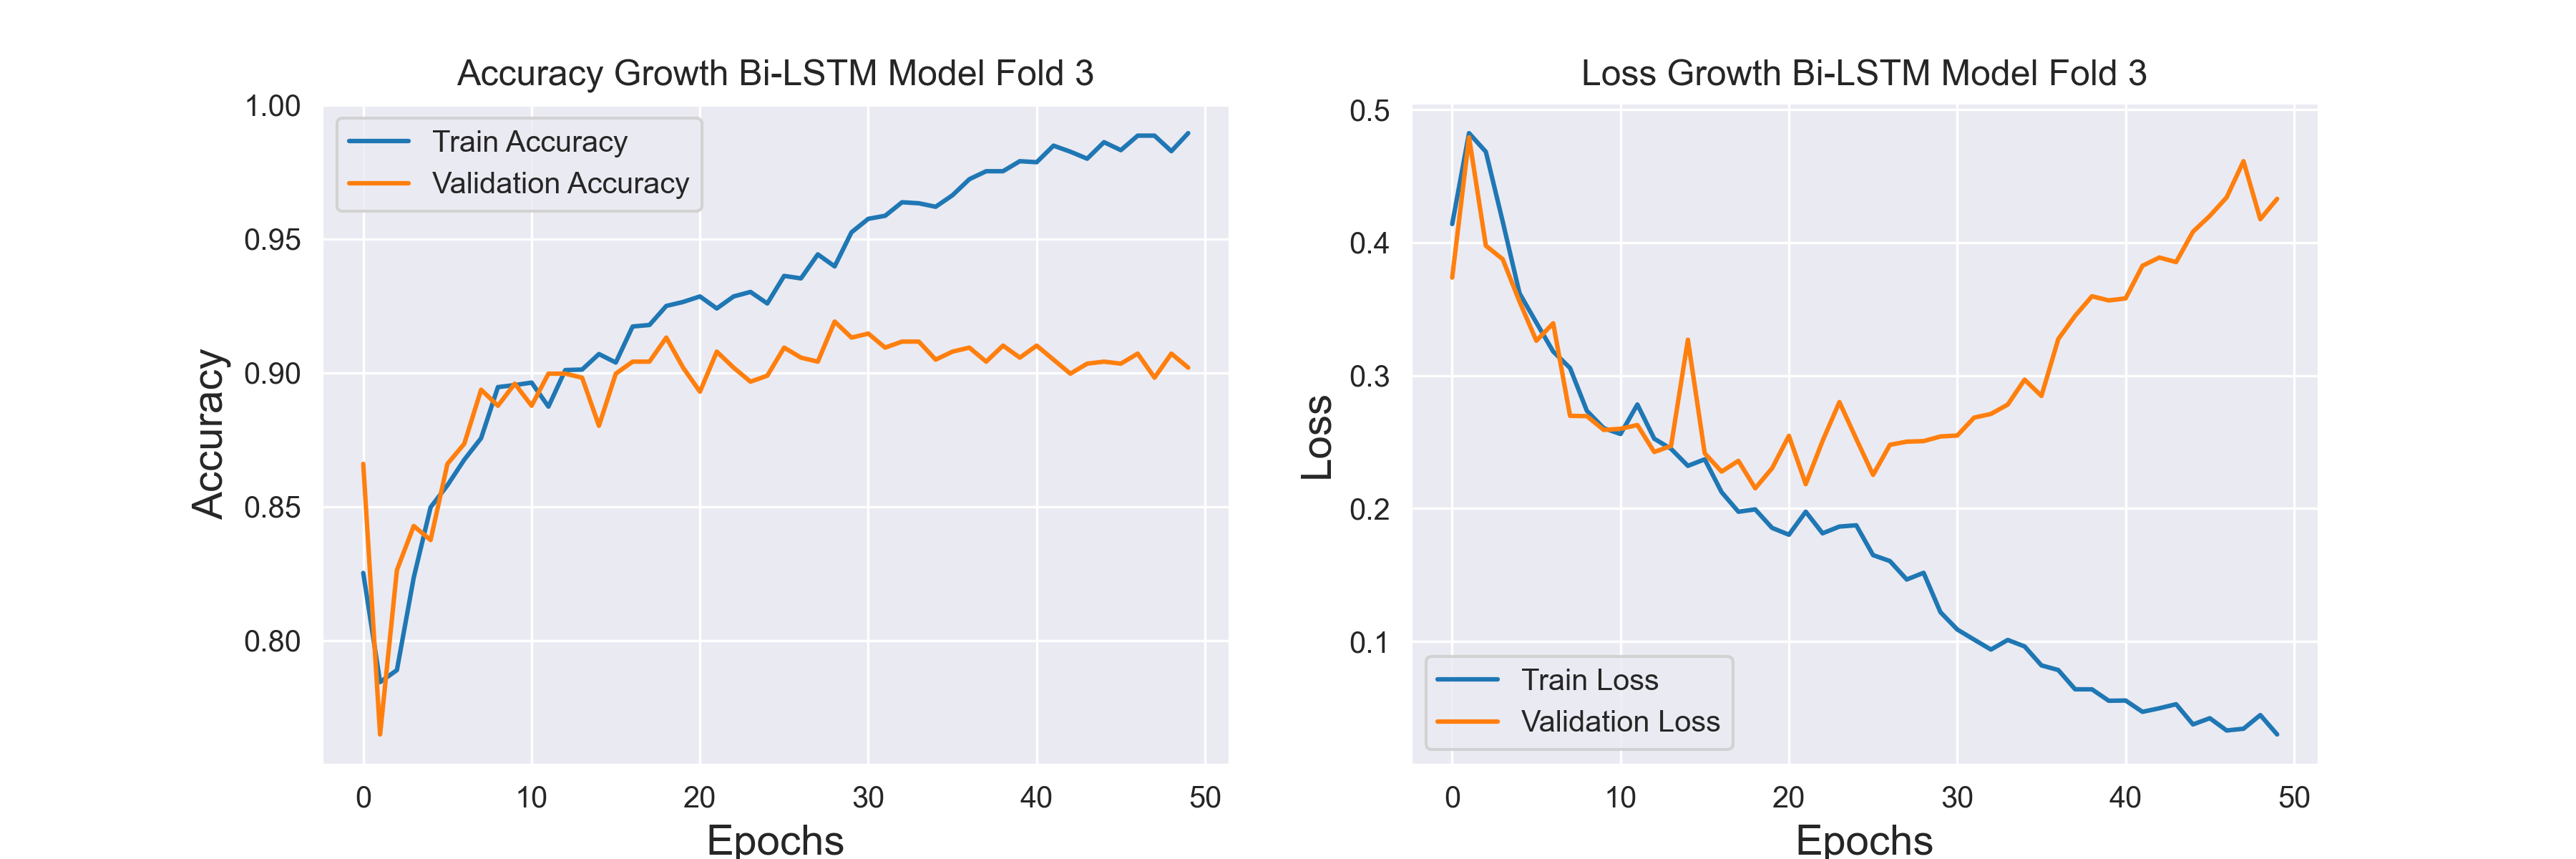 Accuracy Growth Bi-LSTM Model Fold 3
1.00
0.95
0.90
0.85
0.80
Accuracy
Train Accuracy
Validation Accuracy
0 10 20 30 40 50
Epochs
Loss Growth Bi-LSTM Model Fold 3
0.5
0.4
0.3
0.2
0.1
Loss
Train Loss
Validation Loss
0 10 20 30 40 50
Epochs